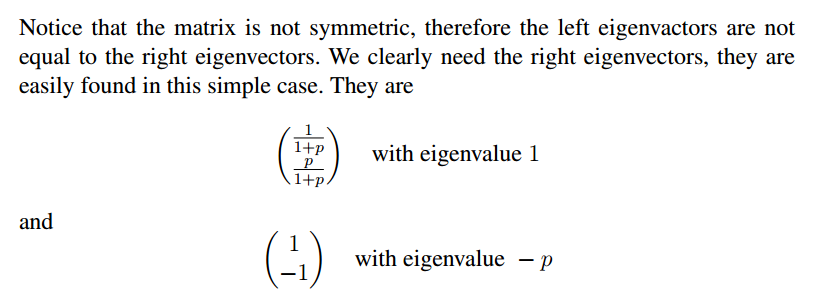 Notice that the matrix is not symmetric, therefore the left eigenvactors are not
equal to the right eigenvectors. We clearly need the right eigenvectors, they are
easily found in this simple case. They are
1
1+p
p
1+p
with eigenvalue 1
and
1
−1
with eigenvalue − p